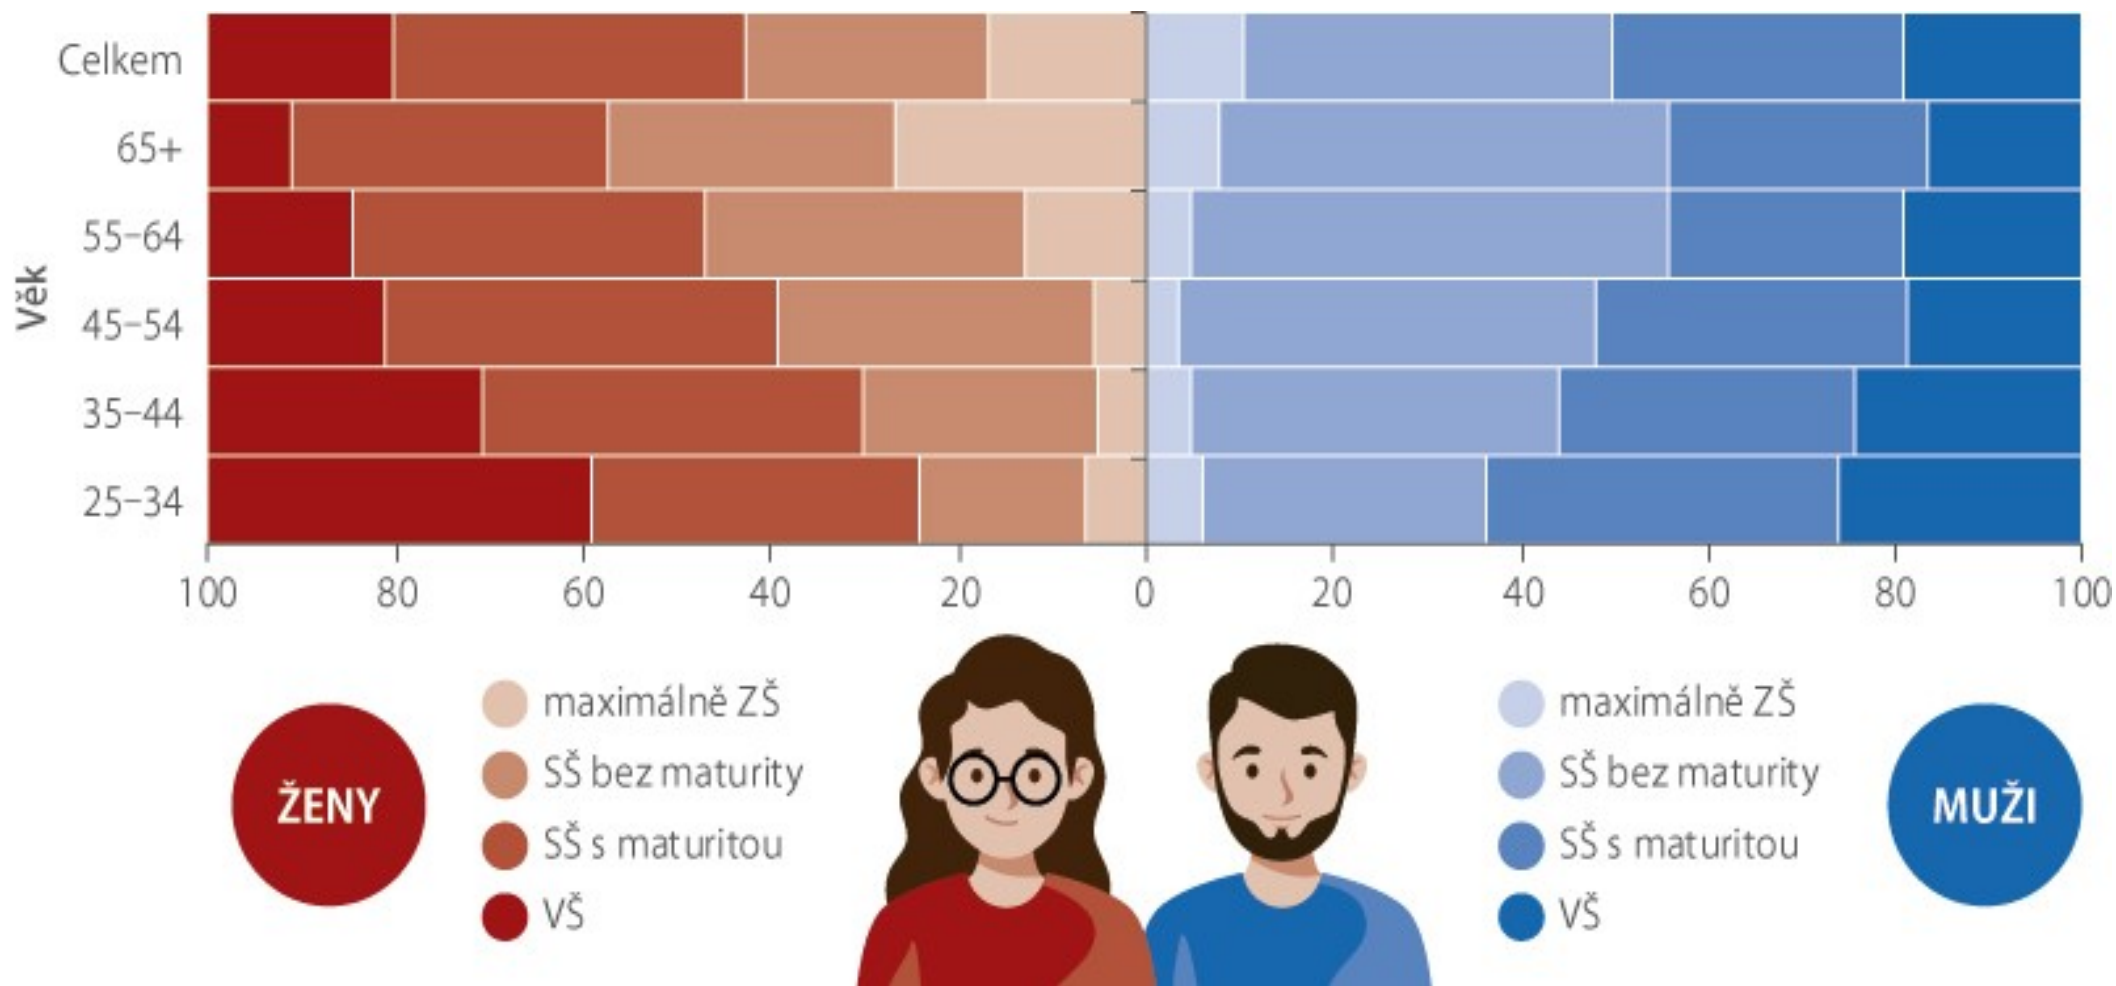 Věk
Celkem
65+
55–64
45–54
35–44
25–34
100 80 60 40 20 0 20 40 60 80 100
ŽENY
maximálně ZŠ
SŠ bez maturity
SŠ s maturitou
VŠ
maximálně ZŠ
SŠ bez maturity
SŠ s maturitou
VŠ
MUŽI